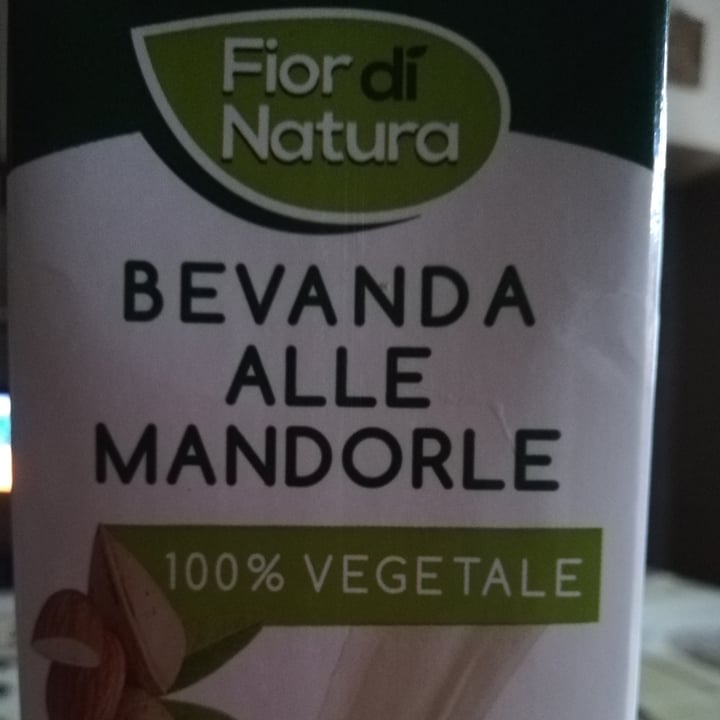 Fior di
Natura
BEVANDA
ALLE
MANDORLE
100% VEGETALE